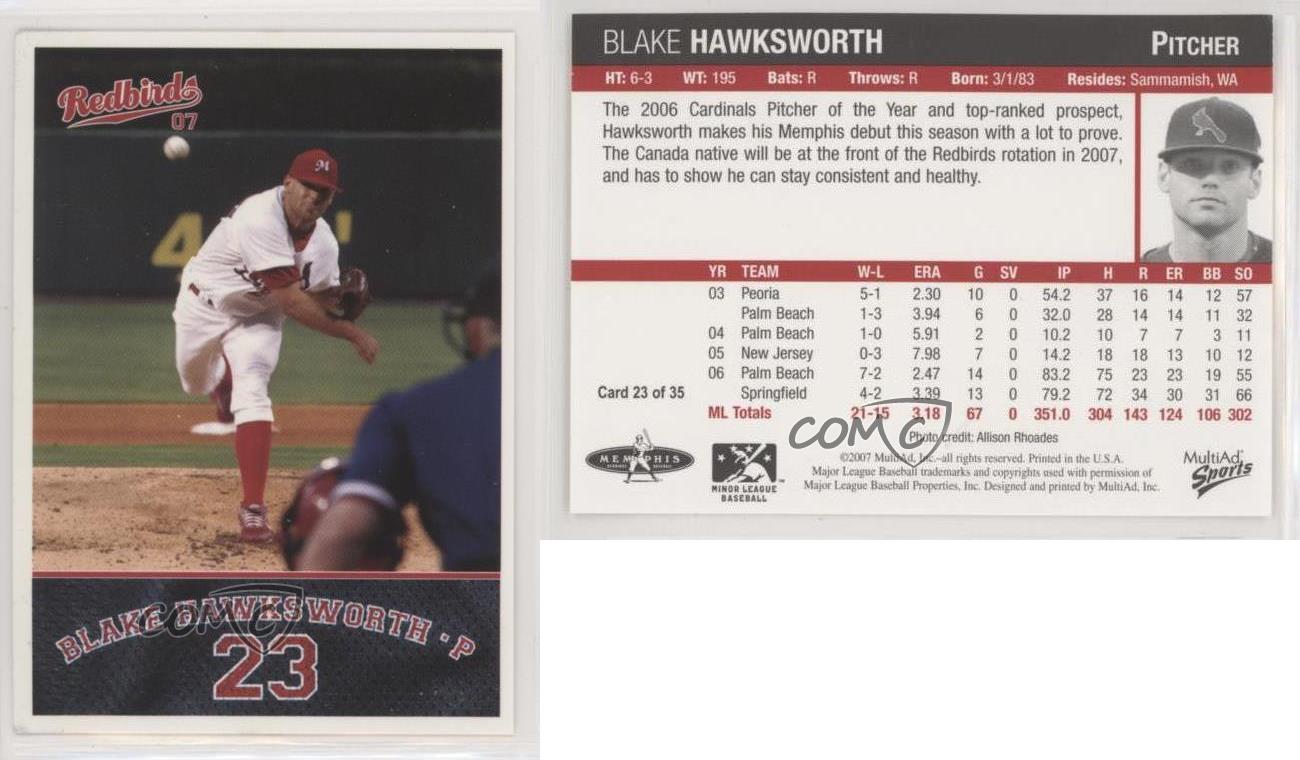 Redbirds
07
4
M
BLAKE HAWKSWORTH · P
23
COMC
BLAKE HAWKSWORTH PITCHER
HT: 6-3 WT: 195 Bats: R Throws: R Born: 3/1/83 Resides: Sammamish, WA
The 2006 Cardinals Pitcher of the Year and top-ranked prospect,
Hawksworth makes his Memphis debut this season with a lot to prove.
The Canada native will be at the front of the Redbirds rotation in 2007,
and has to show he can stay consistent and healthy.
YR TEAM W-L ERA G SV IP H R ER BB SO
03 Peoria 5-1 2.30 10 0 54.2 37 16 14 12 57
Palm Beach 1-3 3.94 6 0 32.0 28 14 14 11 32
04 Palm Beach 1-0 5.91 2 0 10.2 10 7 7 3 11
05 New Jersey 0-3 7.98 7 0 14.2 18 18 13 10 12
06 Palm Beach 7-2 2.47 14 0 83.2 75 23 23 19 55
Card 23 of 35 Springfield 4-2 3.39 13 0 79.2 72 34 30 31 66
ML Totals 21-15 3.18 67 0 351.0 304 143 124 106 302
COMC
Photo credit: Allison Rhoades
©2007 MultiAd, Inc. all rights reserved. Printed in the U.S.A.
Major League Baseball trademarks and copyrights used with permission of
Major League Baseball Properties, Inc. Designed and printed by MultiAd, Inc.
MEMPHIS
MINOR LEAGUE
BASEBALL
MultiAd
Sports